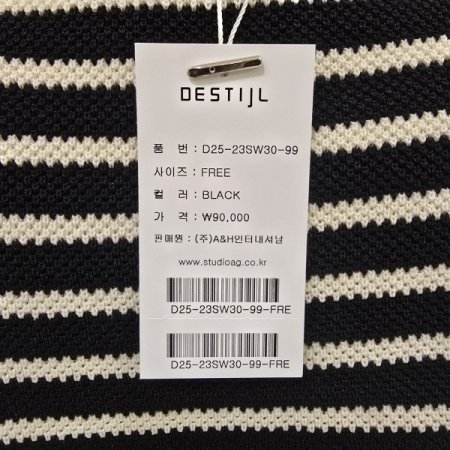 DESTIJL
품 번 : D25-23SW30-99
사이즈 : FREE
컬 러 : BLACK
가 격 : ₩90,000
판매원 : (주)A&H인터내셔날
www.studioag.co.kr
D25-23SW30-99-FRE
D25-23SW30-99-FRE